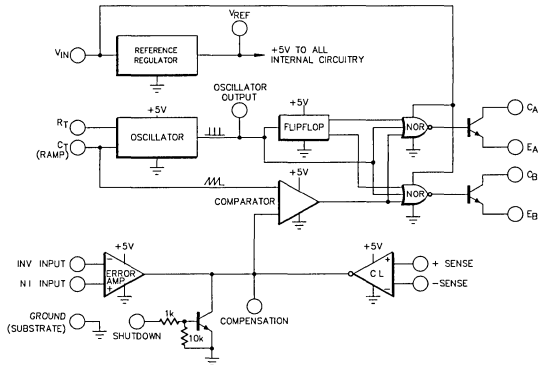 VREF
VIN
REFERENCE
REGULATOR
+5V TO ALL
INTERNAL CIRCUITRY
OSCILLATOR
OUTPUT
+5V
+5V
RT
OSCILLATOR
FLIPFLOP
NOR
CA
CT
(RAMP)
EA
COMPARATOR
+5V
NOR
CB
EB
+5V
+5V
INV INPUT
−
ERROR
AMP
+
NI INPUT
CL
+
−
+ SENSE
−SENSE
GROUND
(SUBSTRATE)
SHUTDOWN
1k
10k
COMPENSATION